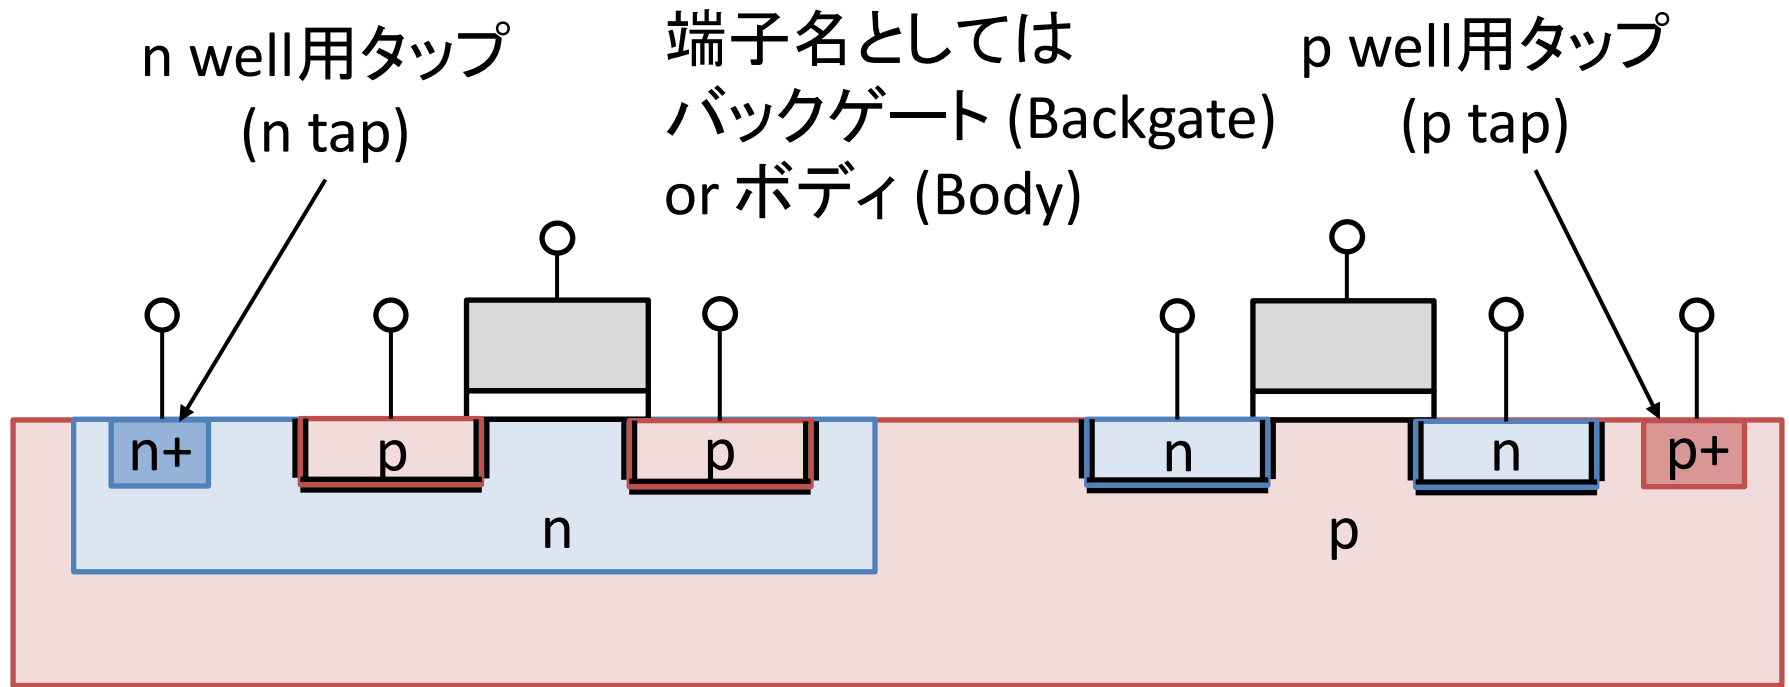 n well用タップ
(n tap)
端子名としては
バックゲート (Backgate)
or ボディ (Body)
p well用タップ
(p tap)
n+
p
p
n
n
n
p+
p